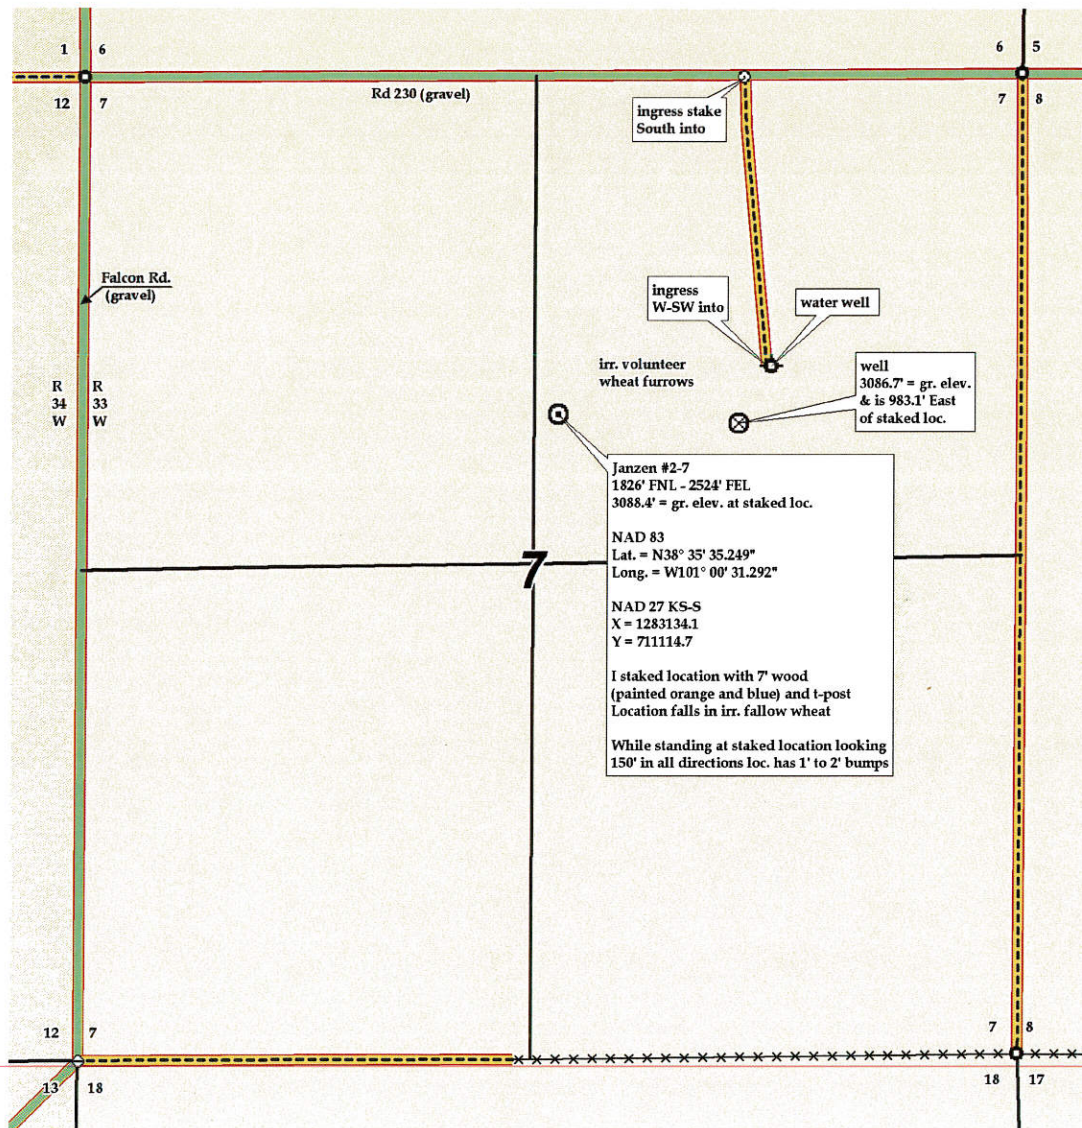 1 6
6 5
12 7
Rd 230 (gravel)
7 8
ingress stake
South into
Falcon Rd.
(gravel)
ingress
W-SW into
water well
irr. volunteer
wheat furrows
well
3086.7' = gr. elev.
& is 983.1' East
of staked loc.
R R
34 33
W W
Janzen #2-7
1826' FNL - 2524' FEL
3088.4' = gr. elev. at staked loc.
NAD 83
Lat. = N38° 35' 35.249"
Long. = W101° 00' 31.292"
7
NAD 27 KS-S
X = 1283134.1
Y = 711114.7
I staked location with 7' wood
(painted orange and blue) and t-post
Location falls in irr. fallow wheat
While standing at staked location looking
150' in all directions loc. has 1' to 2' bumps
12 7
7 8
13 18
18 17